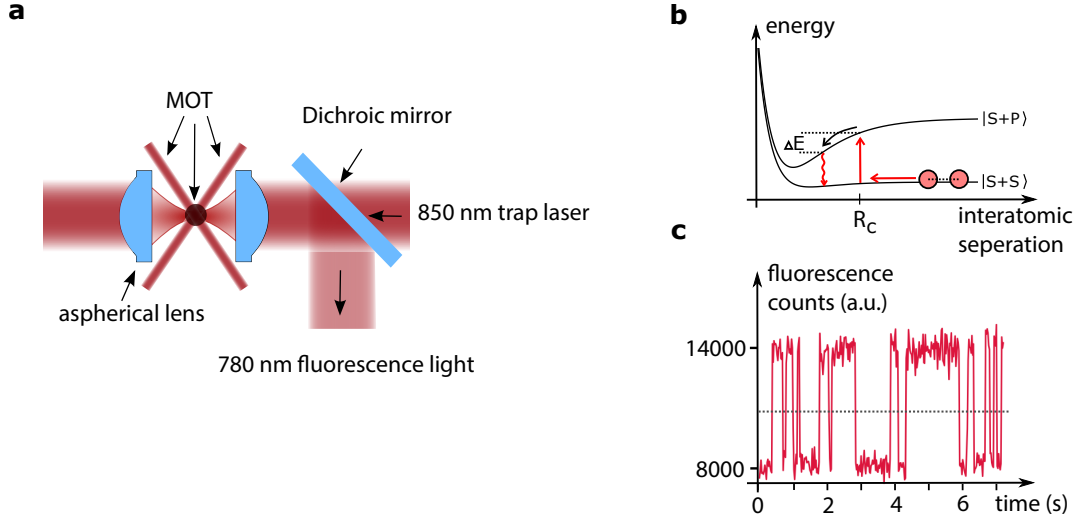 a
MOT
Dichroic mirror
850 nm trap laser
aspherical lens
780 nm fluorescence light
b
energy
|S+P⟩
ΔE
|S+S⟩
R_C
interatomic
seperation
c
fluorescence
counts (a.u.)
14000
8000
0
2
4
6
time (s)